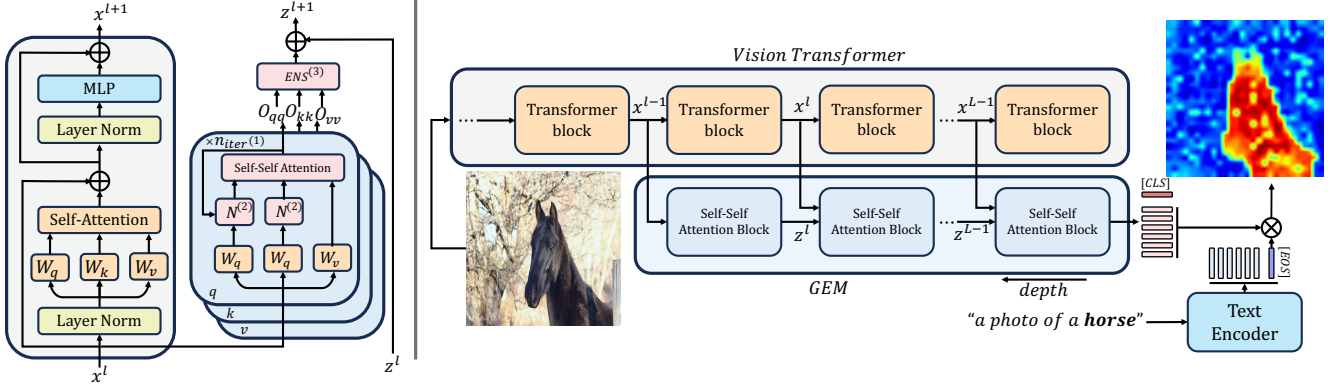 x^{l+1}
MLP
Layer Norm
Self-Attention
W_q W_k W_v
Layer Norm
x^l
z^{l+1}
ENS^{(3)}
O_{qq} O_{kk} O_{vv}
×n_{iter}^{(1)}
Self-Self Attention
N^{(2)} N^{(2)}
W_q W_q W_v
q
k
v
z^l
Vision Transformer
... Transformer block x^{l-1} Transformer block x^l Transformer block x^{L-1} ... Transformer block
Self-Self Attention Block z^l Self-Self Attention Block ... z^{L-1} Self-Self Attention Block
GEM
depth
[CLS]
[EOS]
"a photo of a horse"
Text
Encoder